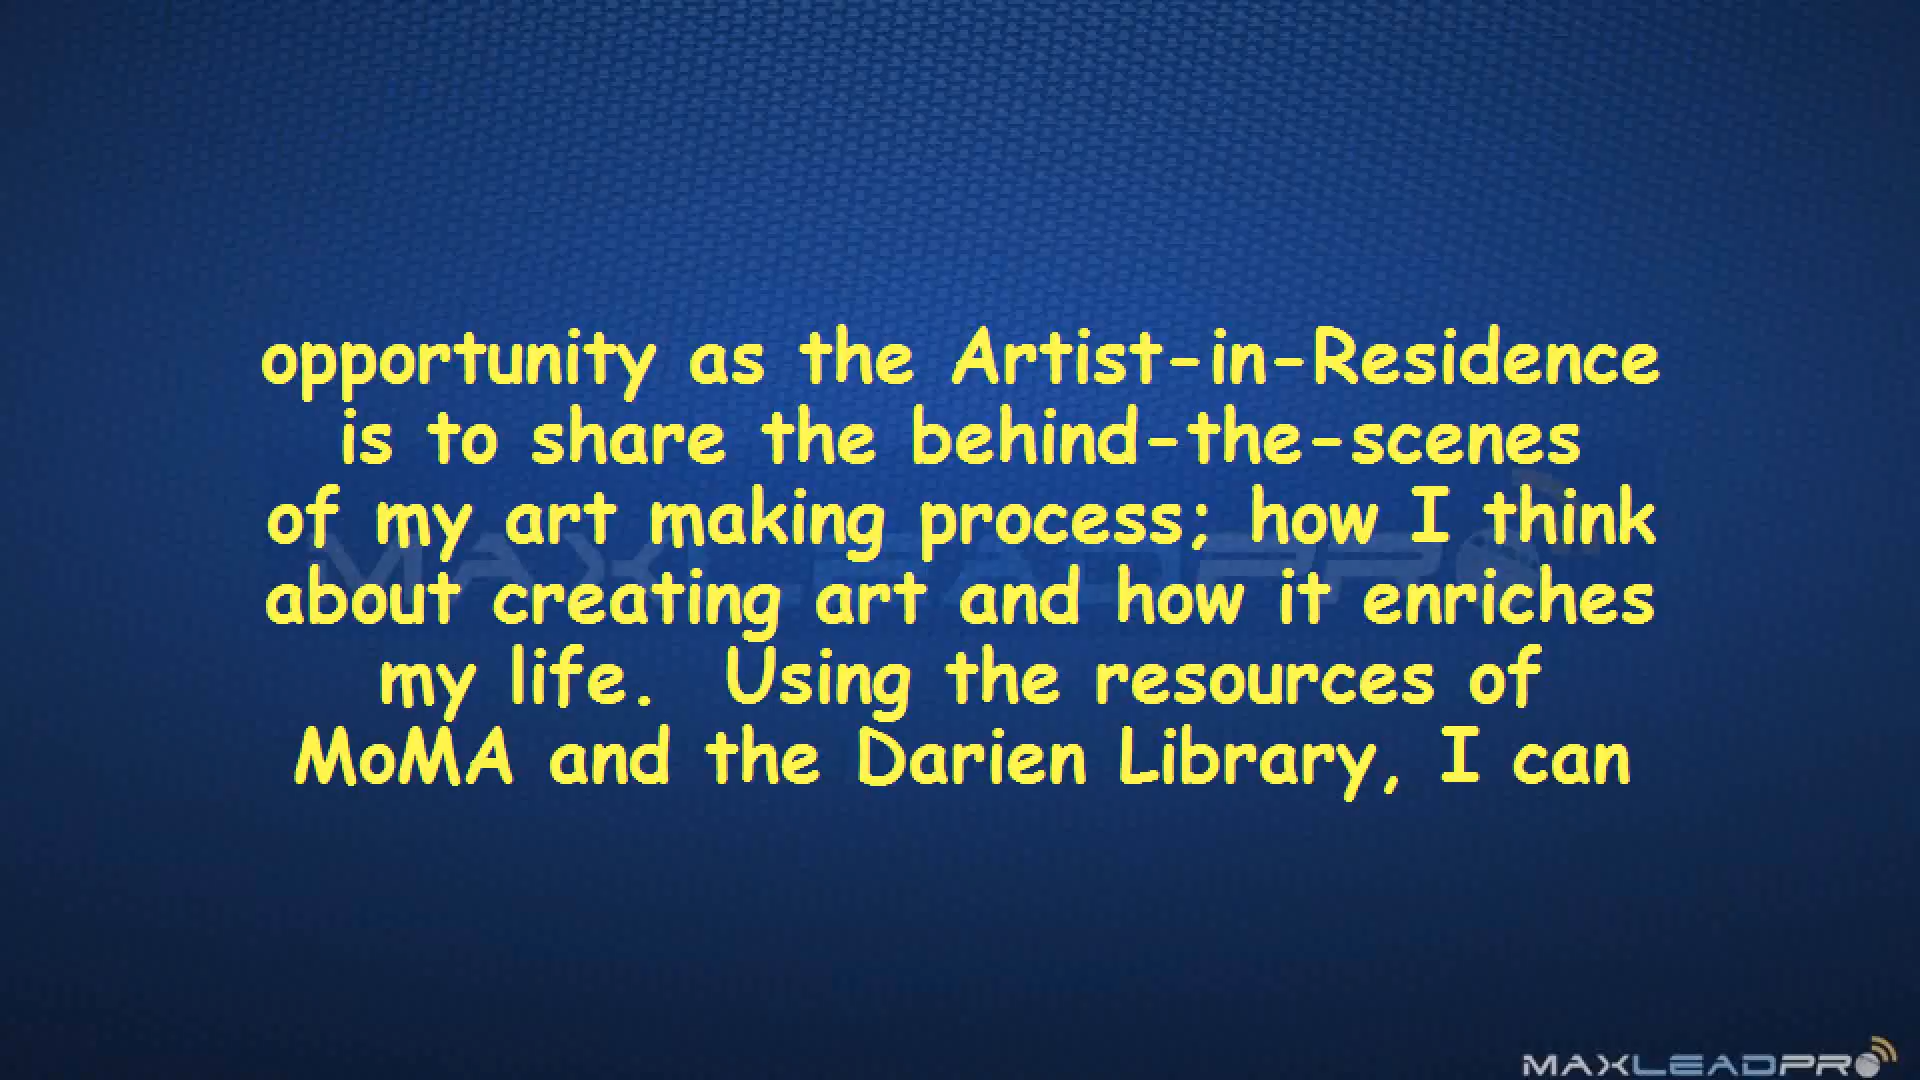 opportunity as the Artist-in-Residence
is to share the behind-the-scenes
of my art making process; how I think
about creating art and how it enriches
my life.  Using the resources of
MoMA and the Darien Library, I can
MAXLEADPRO
MAXLEADPRO